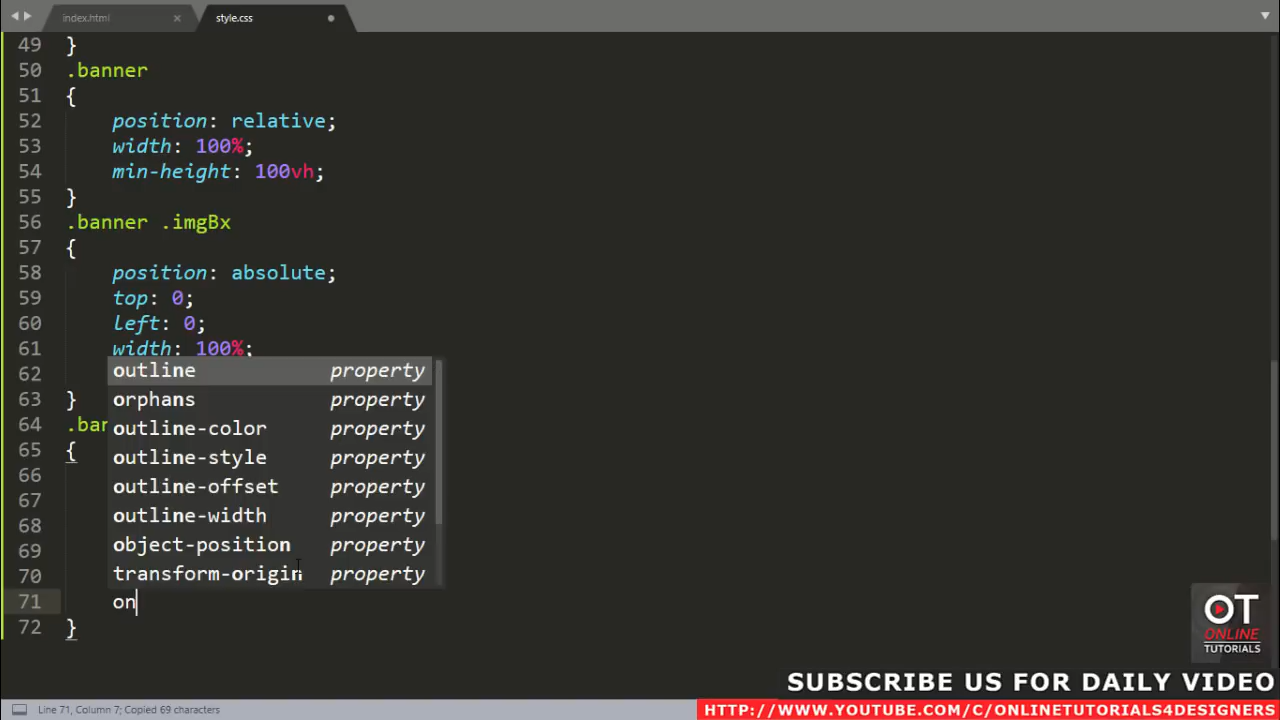 index.html × style.css
49 }
50 .banner
51 {
52 position: relative;
53 width: 100%;
54 min-height: 100vh;
55 }
56 .banner .imgBx
57 {
58 position: absolute;
59 top: 0;
60 left: 0;
61 width: 100%;
62 outline property
63 } orphans property
64 .ban outline-color property
65 { outline-style property
66 outline-offset property
67 outline-width property
68 object-position property
69 transform-origin property
70
71 on
72 }
OT
ONLINE
TUTORIALS
SUBSCRIBE US FOR DAILY VIDEO
Line 71, Column 7; Copied 69 characters
HTTP://WWW.YOUTUBE.COM/C/ONLINETUTORIALS4DESIGNERS